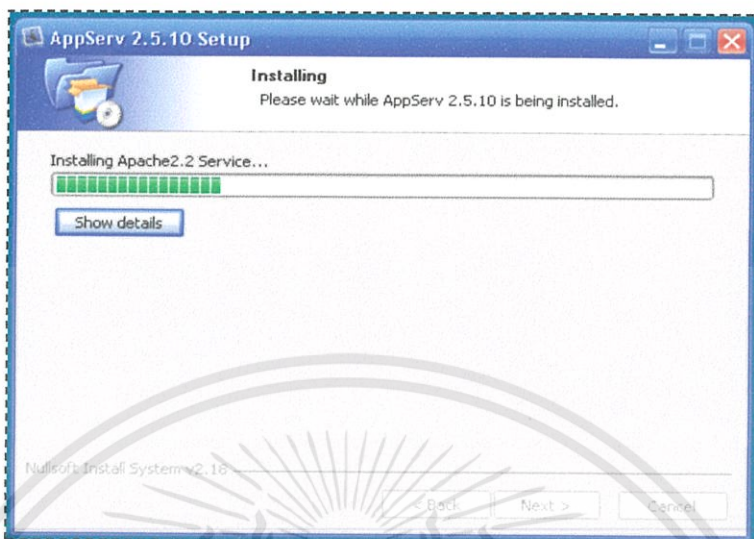 AppServ 2.5.10 Setup
Installing
Please wait while AppServ 2.5.10 is being installed.
Installing Apache2.2 Service...
Show details
Nullsoft Install System v2.18
< Back
Next >
Cancel